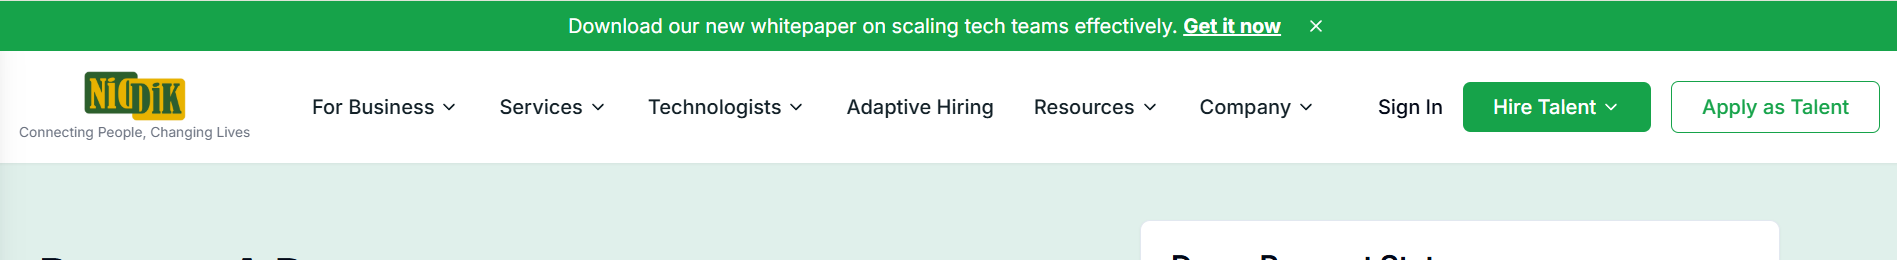 Download our new whitepaper on scaling tech teams effectively. Get it now
NiCDiK
Connecting People, Changing Lives
For Business
Services
Technologists
Adaptive Hiring
Resources
Company
Sign In
Hire Talent
Apply as Talent